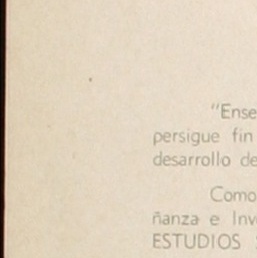 "Ense
persigue fin
desarrollo de
Como
ñanza e Inv
ESTUDIOS